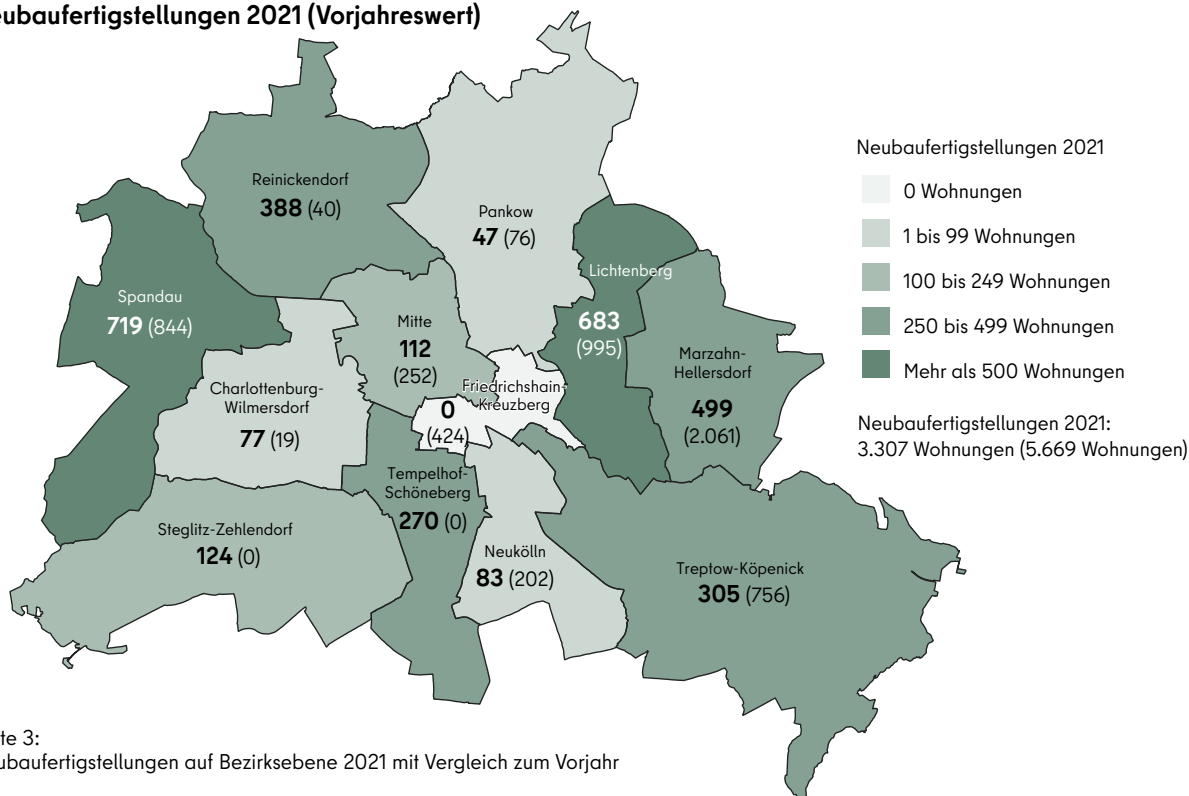 eubaufertigstellungen 2021 (Vorjahreswert)
Reinickendorf
388 (40)
Pankow
47 (76)
Lichtenberg
683
(995)
Spandau
719 (844)
Mitte
112
(252)
Marzahn-
Hellersdorf
499
(2.061)
Charlottenburg-
Wilmersdorf
77 (19)
Friedrichshain-
Kreuzberg
0
(424)
Tempelhof-
Schöneberg
270 (0)
Steglitz-Zehlendorf
124 (0)
Neukölln
83 (202)
Treptow-Köpenick
305 (756)
Neubaufertigstellungen 2021
0 Wohnungen
1 bis 99 Wohnungen
100 bis 249 Wohnungen
250 bis 499 Wohnungen
Mehr als 500 Wohnungen
Neubaufertigstellungen 2021:
3.307 Wohnungen (5.669 Wohnungen)
te 3:
ubaufertigstellungen auf Bezirksebene 2021 mit Vergleich zum Vorjahr